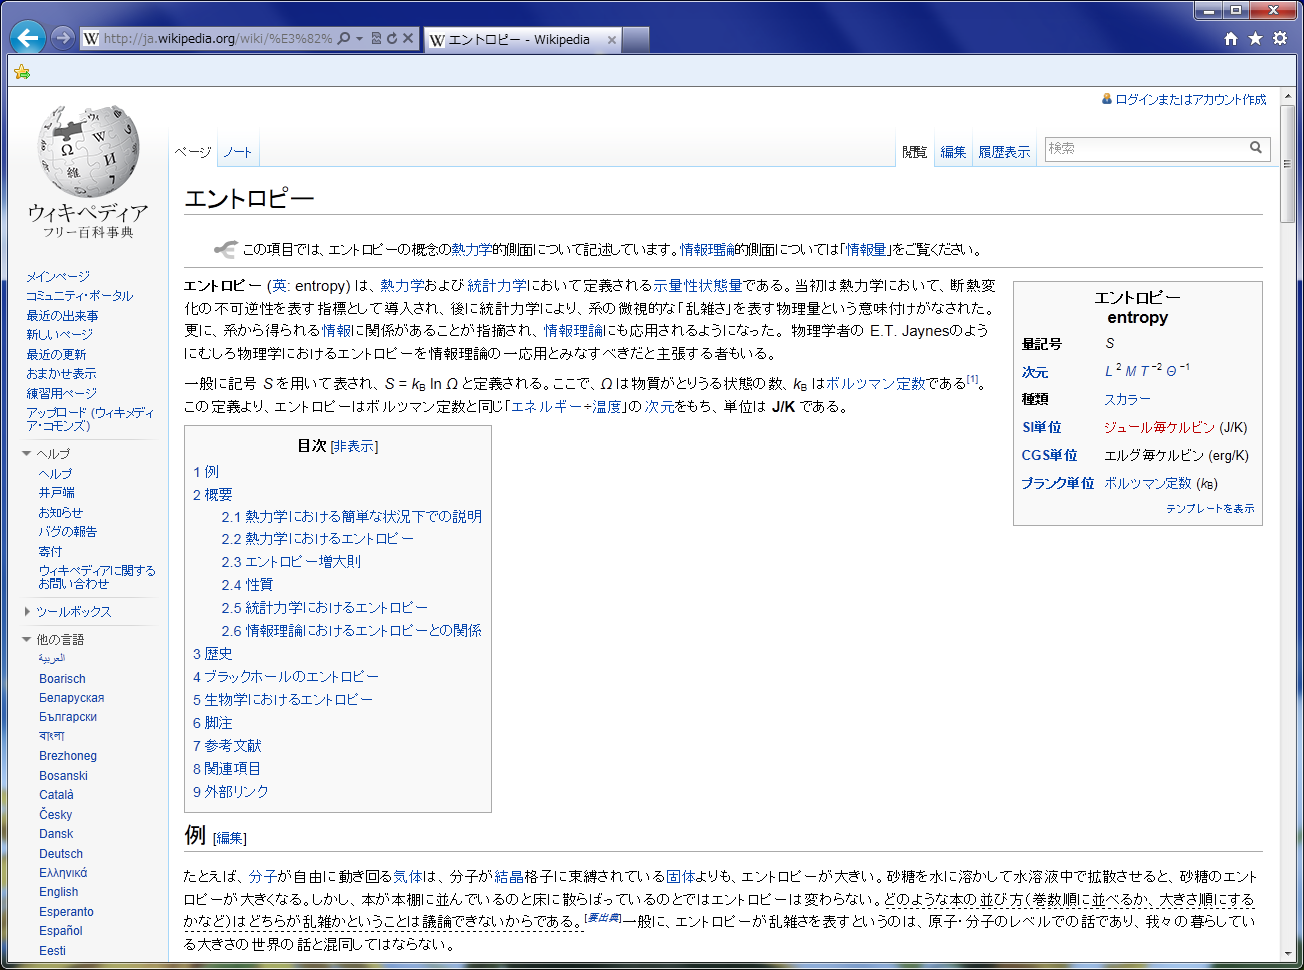 http://ja.wikipedia.org/wiki/%E3%82%
エントロピー - Wikipedia
ログインまたはアカウント作成
ページ
ノート
閲覧
編集
履歴表示
検索
ウィキペディア
フリー百科事典
メインページ
コミュニティ・ポータル
最近の出来事
新しいページ
最近の更新
おまかせ表示
練習用ページ
アップロード (ウィキメディ
ア・コモンズ)
ヘルプ
ヘルプ
井戸端
お知らせ
バグの報告
寄付
ウィキペディアに関する
お問い合わせ
ツールボックス
他の言語
العربية
Boarisch
Беларуская
Български
বাংলা
Brezhoneg
Bosanski
Català
Česky
Dansk
Deutsch
Ελληνικά
English
Esperanto
Español
Eesti
エントロピー
この項目では、エントロピーの概念の熱力学的側面について記述しています。情報理論的側面については「情報量」をご覧ください。
エントロピー (英: entropy) は、熱力学および統計力学において定義される示量性状態量である。当初は熱力学において、断熱変
化の不可逆性を表す指標として導入され、後に統計力学により、系の微視的な「乱雑さ」を表す物理量という意味付けがなされた。
更に、系から得られる情報に関係があることが指摘され、情報理論にも応用されるようになった。 物理学者の E.T. Jaynesのよう
にむしろ物理学におけるエントロピーを情報理論の一応用とみなすべきだと主張する者もいる。
一般に記号 S を用いて表され、S = kB ln Ω と定義される。ここで、Ω は物質がとりうる状態の数、kB はボルツマン定数である[1]。
この定義より、エントロピーはボルツマン定数と同じ「エネルギー÷温度」の次元をもち、単位は J/K である。
エントロピー
entropy
量記号 S
次元 L 2 M T −2 Θ −1
種類 スカラー
SI単位 ジュール毎ケルビン (J/K)
CGS単位 エルグ毎ケルビン (erg/K)
プランク単位 ボルツマン定数 (kB)
テンプレートを表示
目次 [非表示]
1 例
2 概要
2.1 熱力学における簡単な状況下での説明
2.2 熱力学におけるエントロピー
2.3 エントロピー増大則
2.4 性質
2.5 統計力学におけるエントロピー
2.6 情報理論におけるエントロピーとの関係
3 歴史
4 ブラックホールのエントロピー
5 生物学におけるエントロピー
6 脚注
7 参考文献
8 関連項目
9 外部リンク
例 [編集]
たとえば、分子が自由に動き回る気体は、分子が結晶格子に束縛されている固体よりも、エントロピーが大きい。砂糖を水に溶かして水溶液中で拡散させると、砂糖のエント
ロピーが大きくなる。しかし、本が本棚に並んでいるのと床に散らばっているのとではエントロピーは変わらない。どのような本の並び方(巻数順に並べるか、大きさ順にする
かなど)はどちらが乱雑かということは議論できないからである。[要出典]一般に、エントロピーが乱雑さを表すというのは、原子・分子のレベルでの話であり、我々の暮らしてい
る大きさの世界の話と混同してはならない。